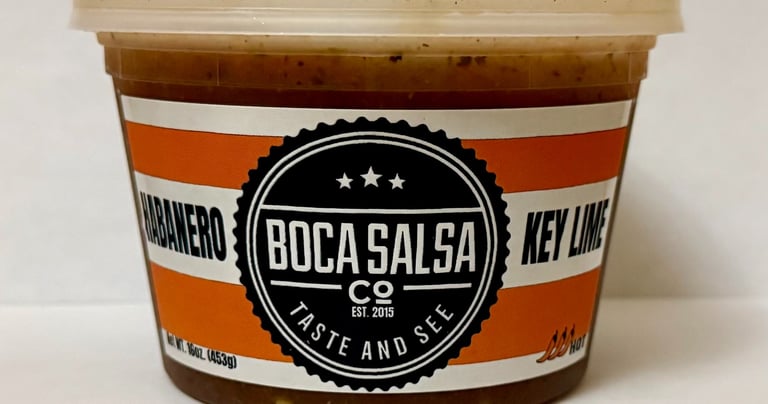 HABANERO
BOCA SALSA
Co
EST. 2015
TASTE AND SEE
KEY LIME
NET WT. 16oz. (453g)
HOT